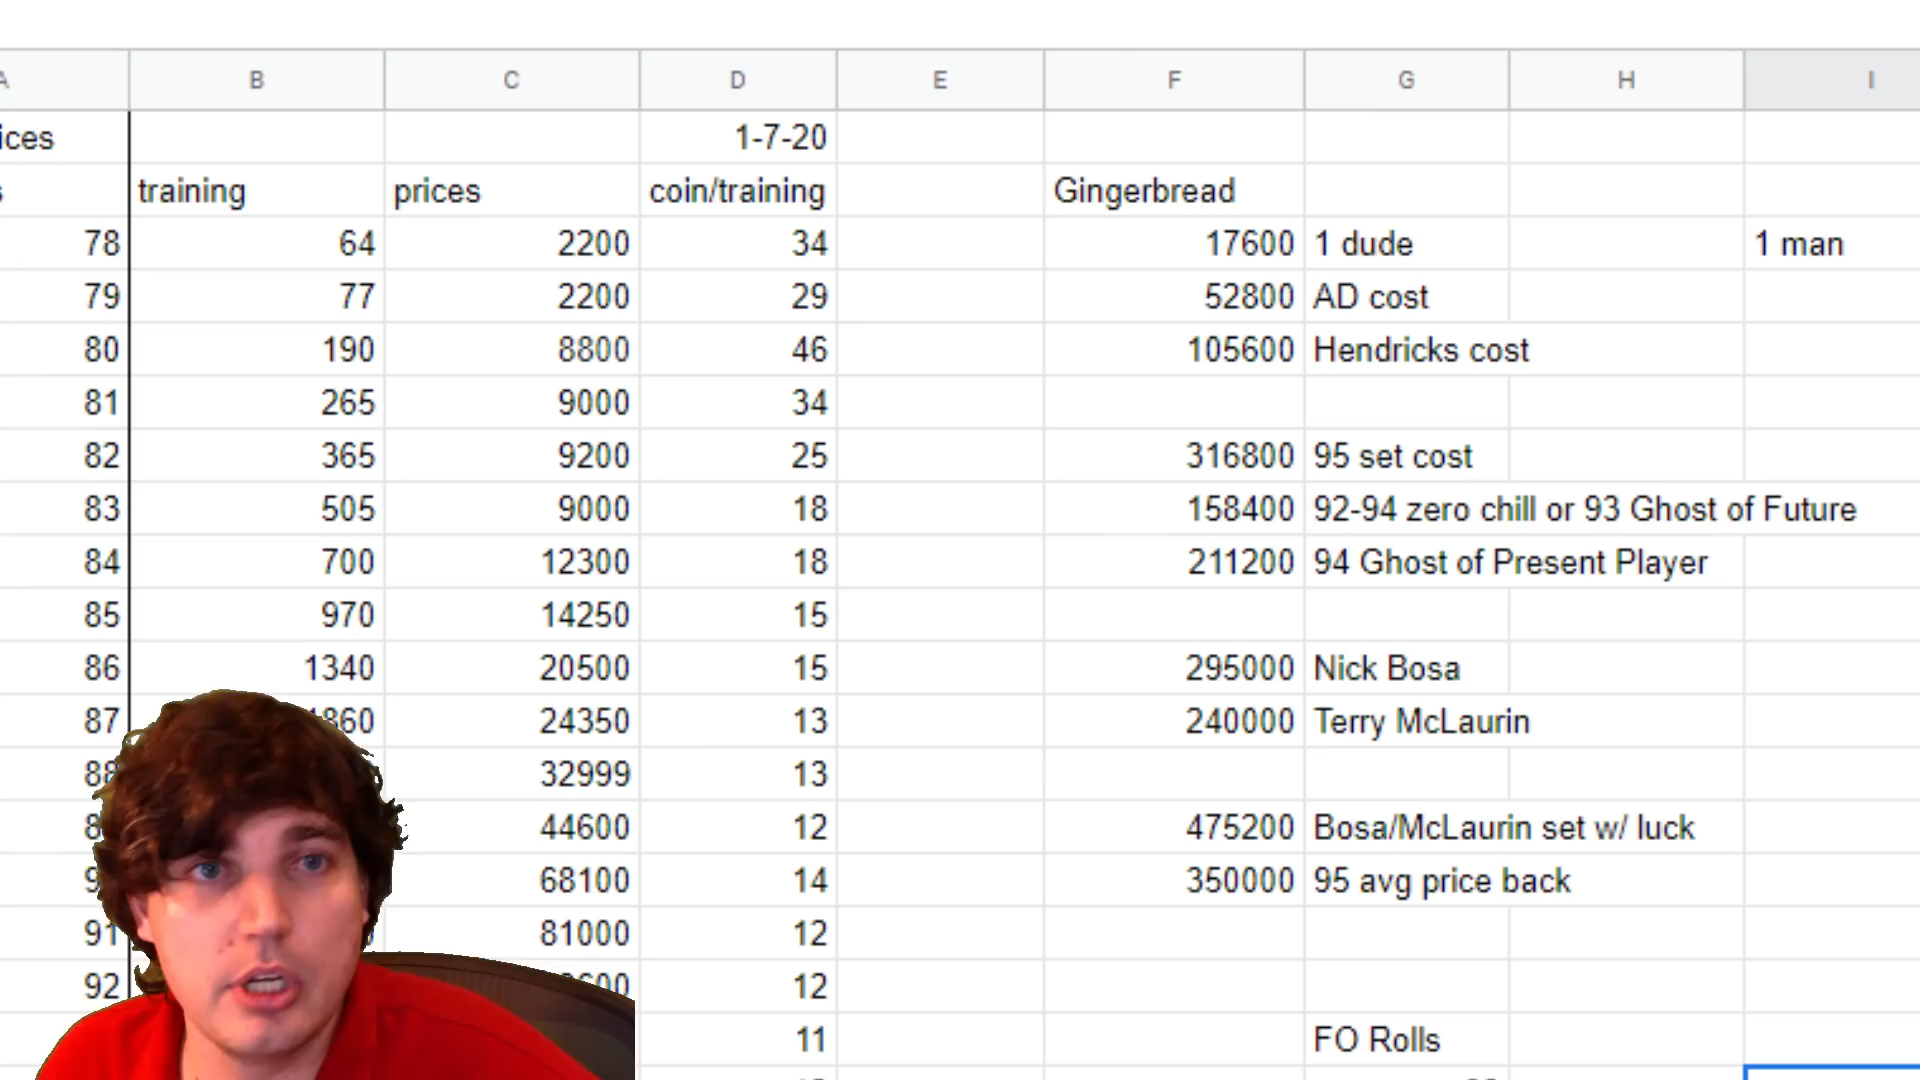 A B C D E F G H I
ices 1-7-20
s training prices coin/training Gingerbread
78 64 2200 34 17600 1 dude 1 man
79 77 2200 29 52800 AD cost
80 190 8800 46 105600 Hendricks cost
81 265 9000 34
82 365 9200 25 316800 95 set cost
83 505 9000 18 158400 92-94 zero chill or 93 Ghost of Future
84 700 12300 18 211200 94 Ghost of Present Player
85 970 14250 15
86 1340 20500 15 295000 Nick Bosa
87 24350 13 240000 Terry McLaurin
88 32999 13
44600 12 475200 Bosa/McLaurin set w/ luck
68100 14 350000 95 avg price back
91 81000 12
92 12
11 FO Rolls